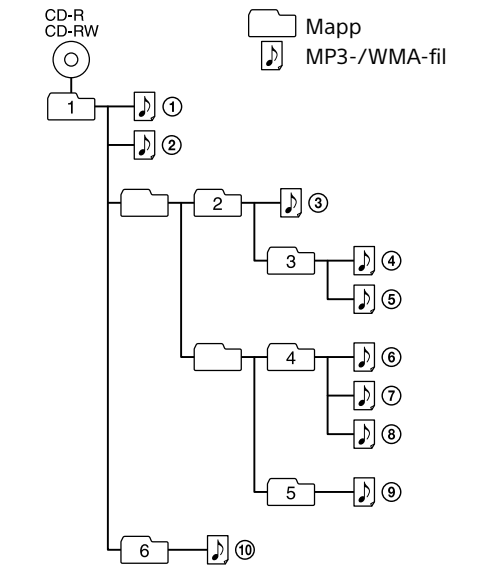 CD-R
CD-RW
Mapp
MP3-/WMA-fil
1 ①
②
2 ③
3 ④
⑤
4 ⑥
⑦
⑧
5 ⑨
6 ⑩